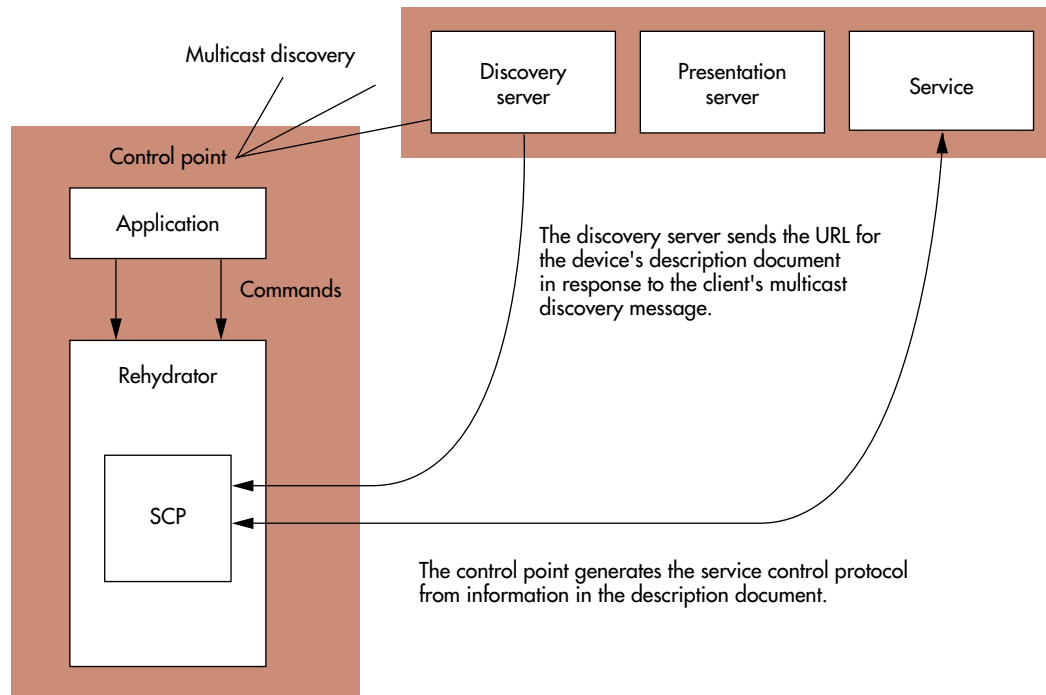 Multicast discovery
Discovery
server
Presentation
server
Service
Control point
Application
Commands
Rehydrator
SCP
The discovery server sends the URL for
the device's description document
in response to the client's multicast
discovery message.
The control point generates the service control protocol
from information in the description document.